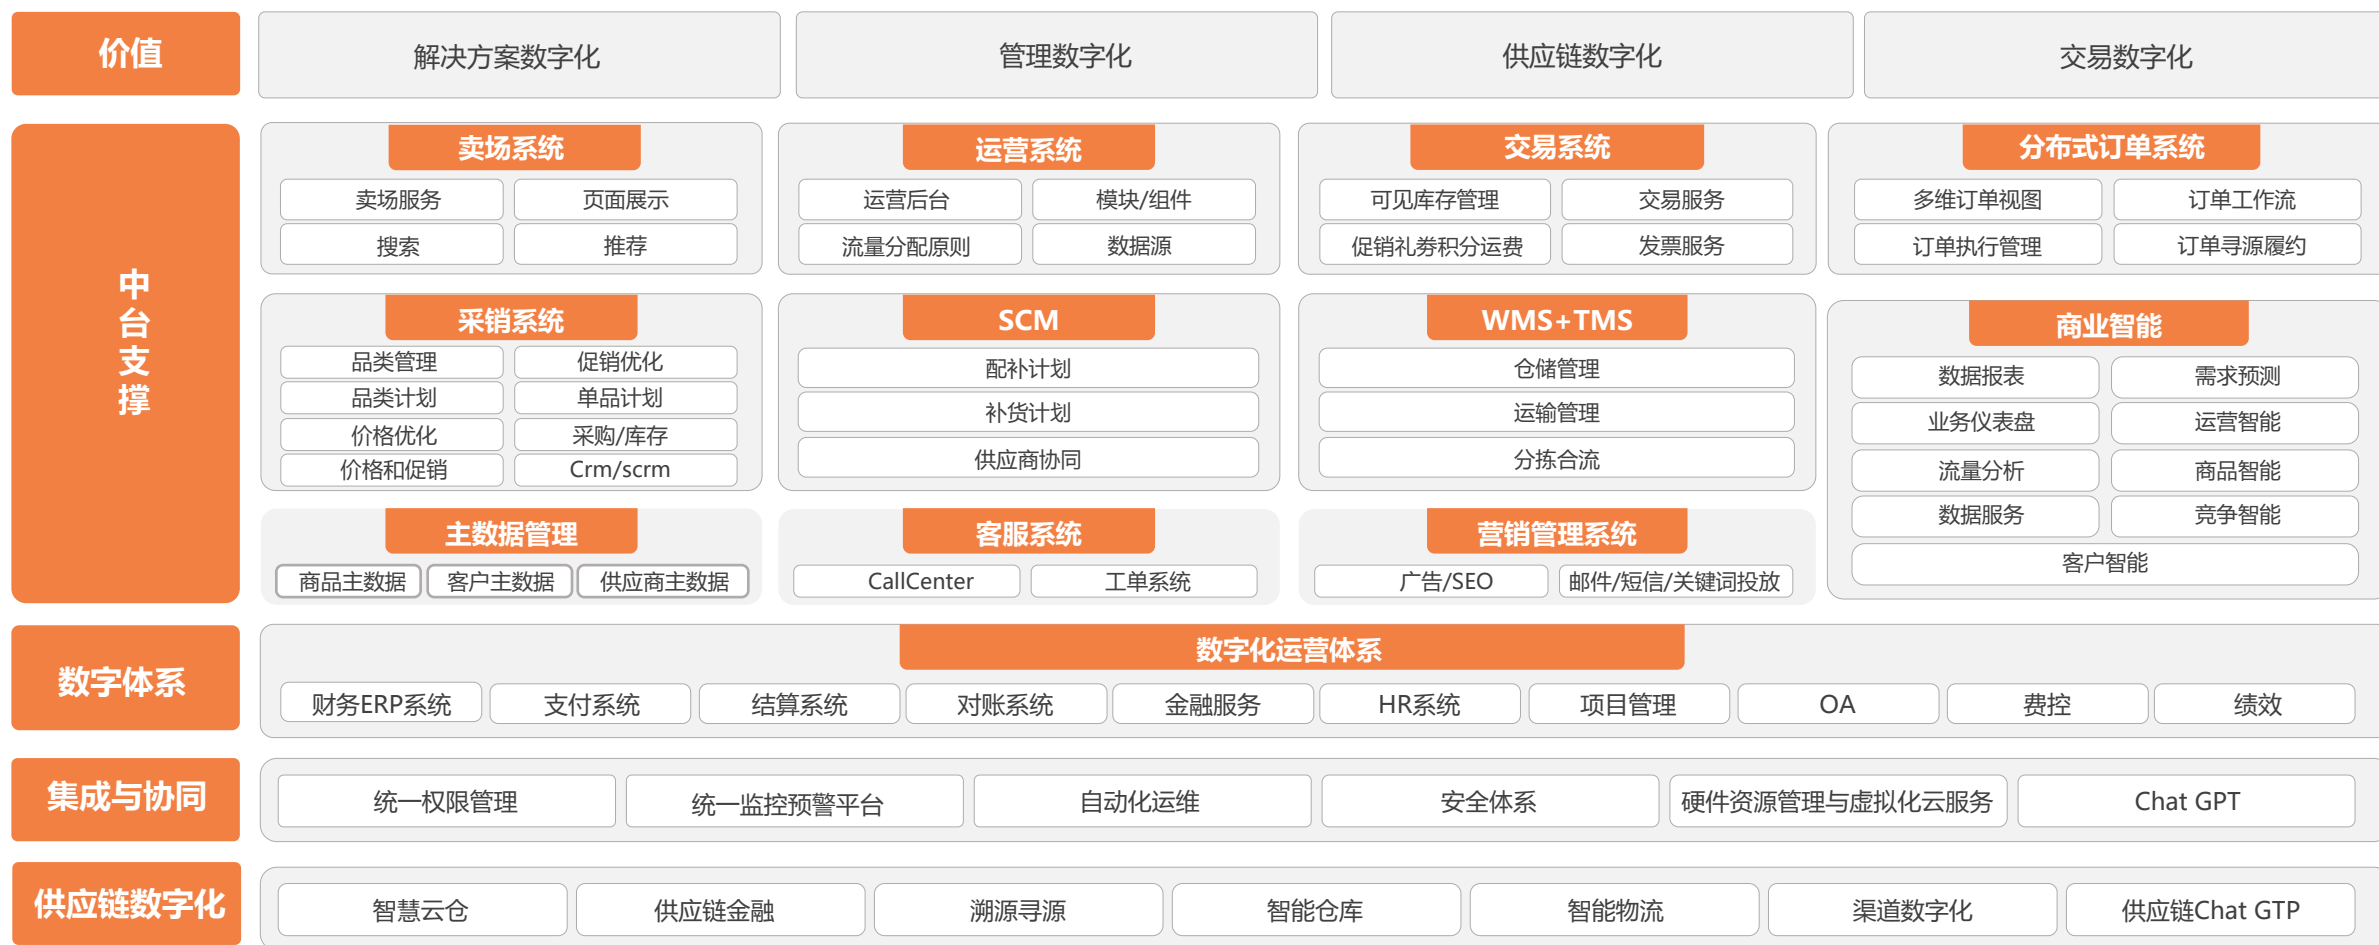 价值
解决方案数字化
管理数字化
供应链数字化
交易数字化
中台支撑
卖场系统
卖场服务
页面展示
搜索
推荐
运营系统
运营后台
模块/组件
流量分配原则
数据源
交易系统
可见库存管理
交易服务
促销礼券积分运费
发票服务
分布式订单系统
多维订单视图
订单工作流
订单执行管理
订单寻源履约
采销系统
品类管理
促销优化
品类计划
单品计划
价格优化
采购/库存
价格和促销
Crm/scrm
SCM
配补计划
补货计划
供应商协同
WMS+TMS
仓储管理
运输管理
分拣合流
商业智能
数据报表
需求预测
业务仪表盘
运营智能
流量分析
商品智能
数据服务
竞争智能
客户智能
主数据管理
商品主数据
客户主数据
供应商主数据
客服系统
CallCenter
工单系统
营销管理系统
广告/SEO
邮件/短信/关键词投放
数字体系
数字化运营体系
财务ERP系统
支付系统
结算系统
对账系统
金融服务
HR系统
项目管理
OA
费控
绩效
集成与协同
统一权限管理
统一监控预警平台
自动化运维
安全体系
硬件资源管理与虚拟化云服务
Chat GPT
供应链数字化
智慧云仓
供应链金融
溯源寻源
智能仓库
智能物流
渠道数字化
供应链Chat GTP